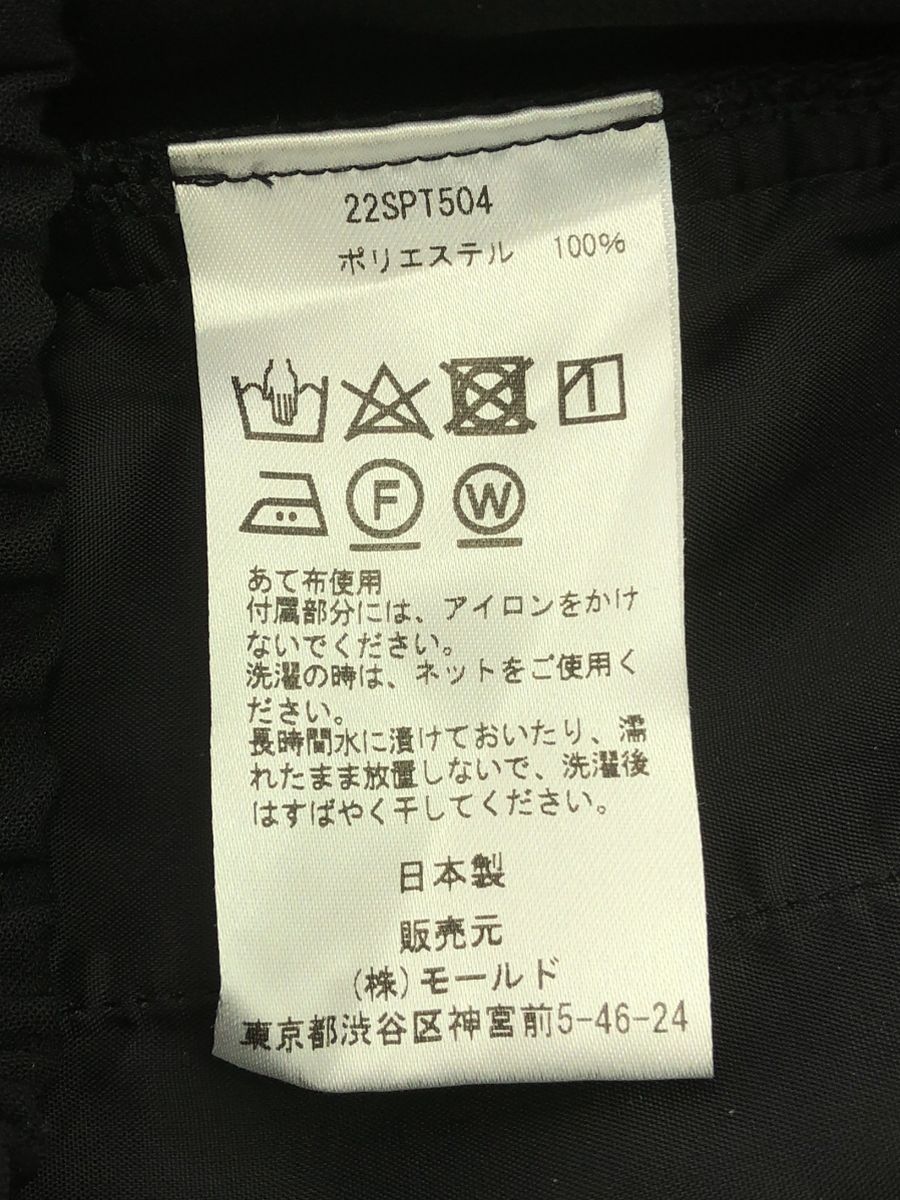 22SPT504
ポリエステル 100%
F W
あて布使用
付属部分には、アイロンをかけ
ないでください。
洗濯の時は、ネットをご使用く
ださい。
長時間水に漬けておいたり、濡
れたまま放置しないで、洗濯後
はすばやく干してください。
日本製
販売元
(株)モールド
東京都渋谷区神宮前5-46-24